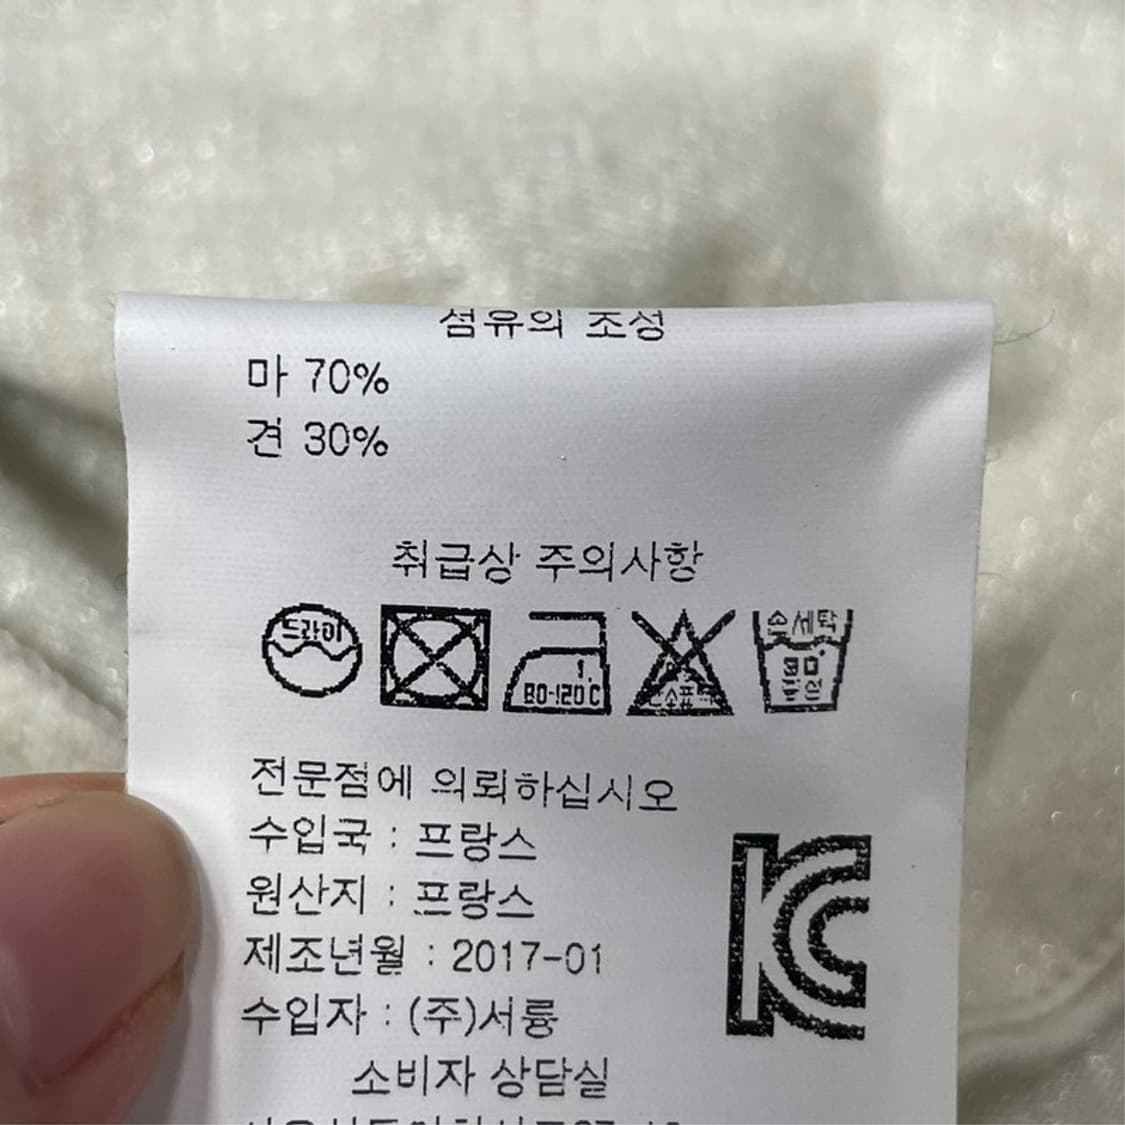 섬유의 조성
마 70%
견 30%
취급상 주의사항
드라이
80-120℃
손세탁
30°
중성
전문점에 의뢰하십시오
수입국 : 프랑스
원산지 : 프랑스
제조년월 : 2017-01
수입자 : (주)서륭
소비자 상담실